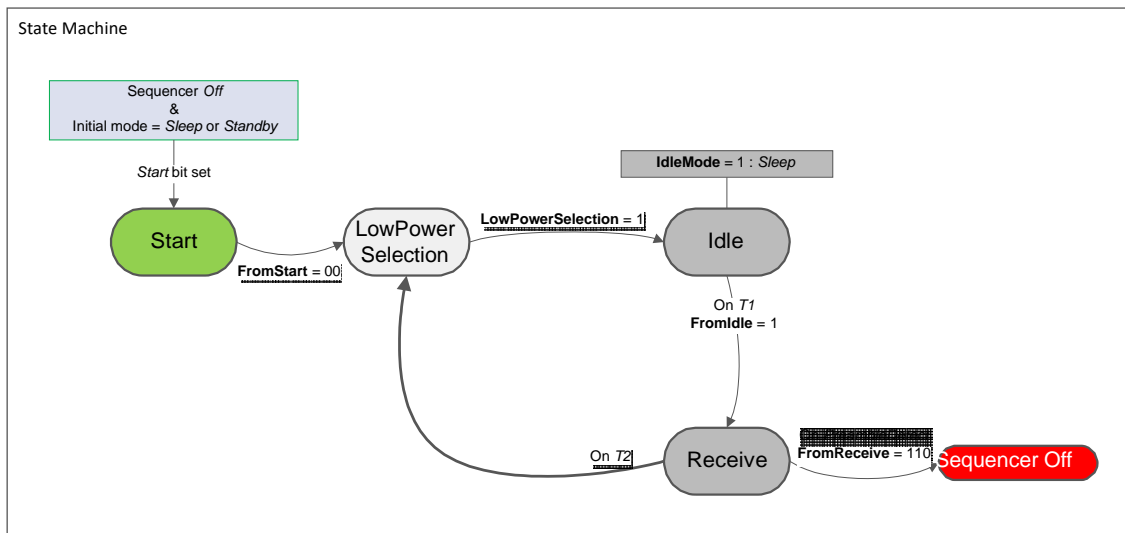 State Machine
Sequencer Off
&
Initial mode = Sleep or Standby
Start bit set
IdleMode = 1 : Sleep
Start
LowPower
Selection
LowPowerSelection = 1
Idle
FromStart = 00
On T1
FromIdle = 1
On T2
Receive
FromReceive = 110
Sequencer Off